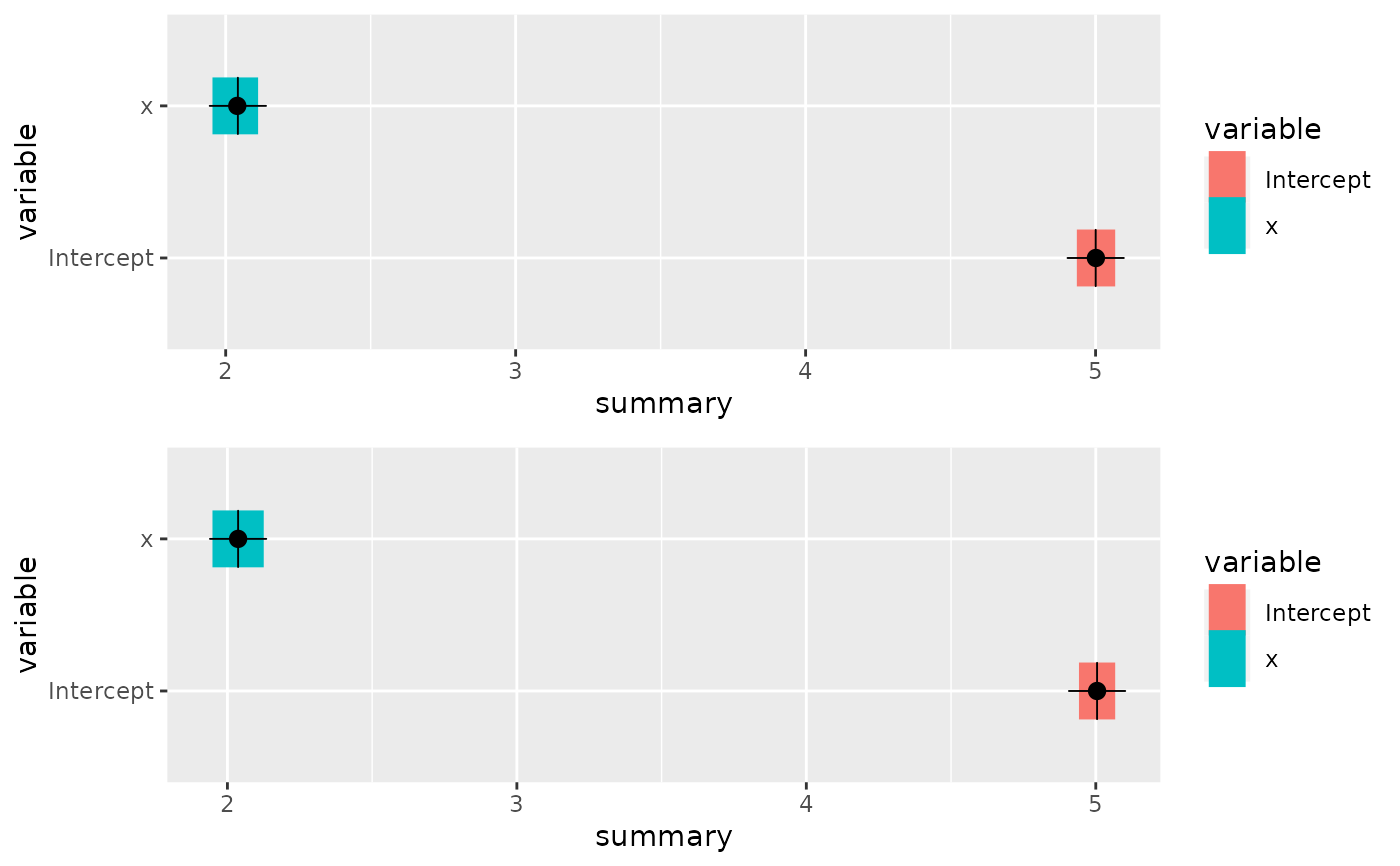 variable
x
Intercept
2 3 4 5
summary
variable
Intercept
x
variable
x
Intercept
2 3 4 5
summary
variable
Intercept
x